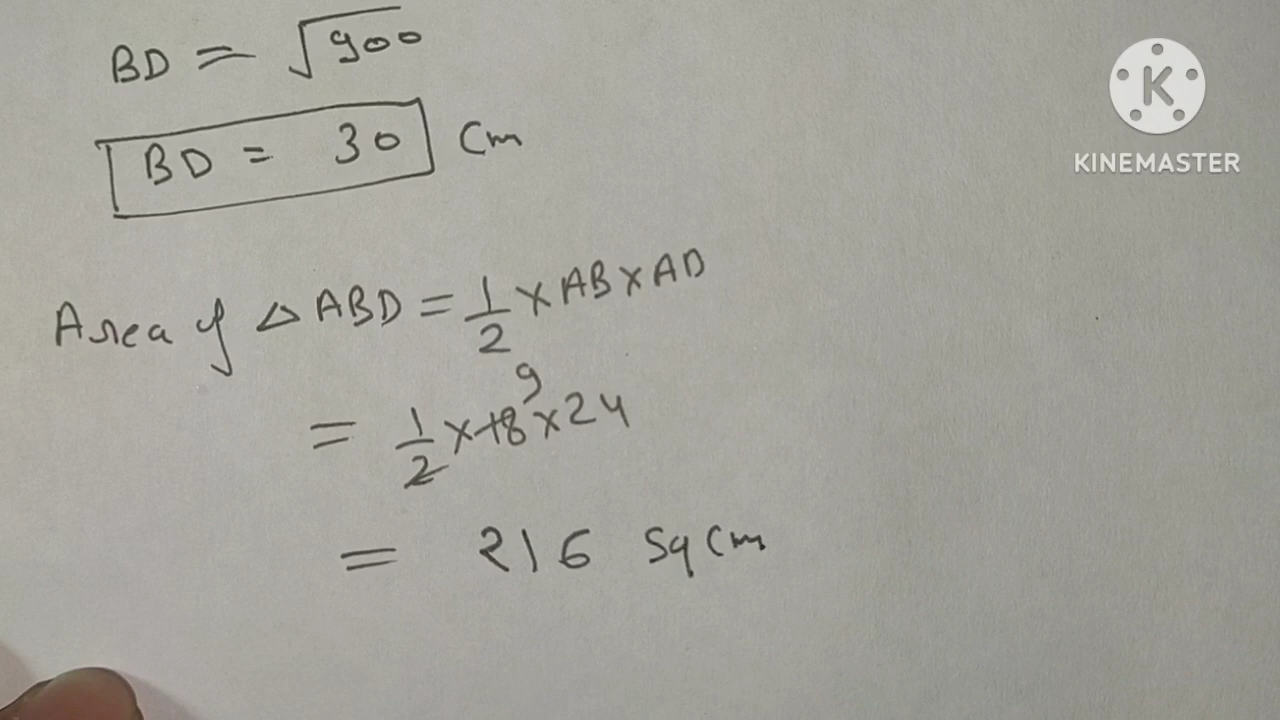 BD = √900
BD = 30 Cm
K
KINEMASTER
Area of △ ABD = 1/2 × AB × AD
= 1/2 × 18 9 × 24
= 216 Sq Cm